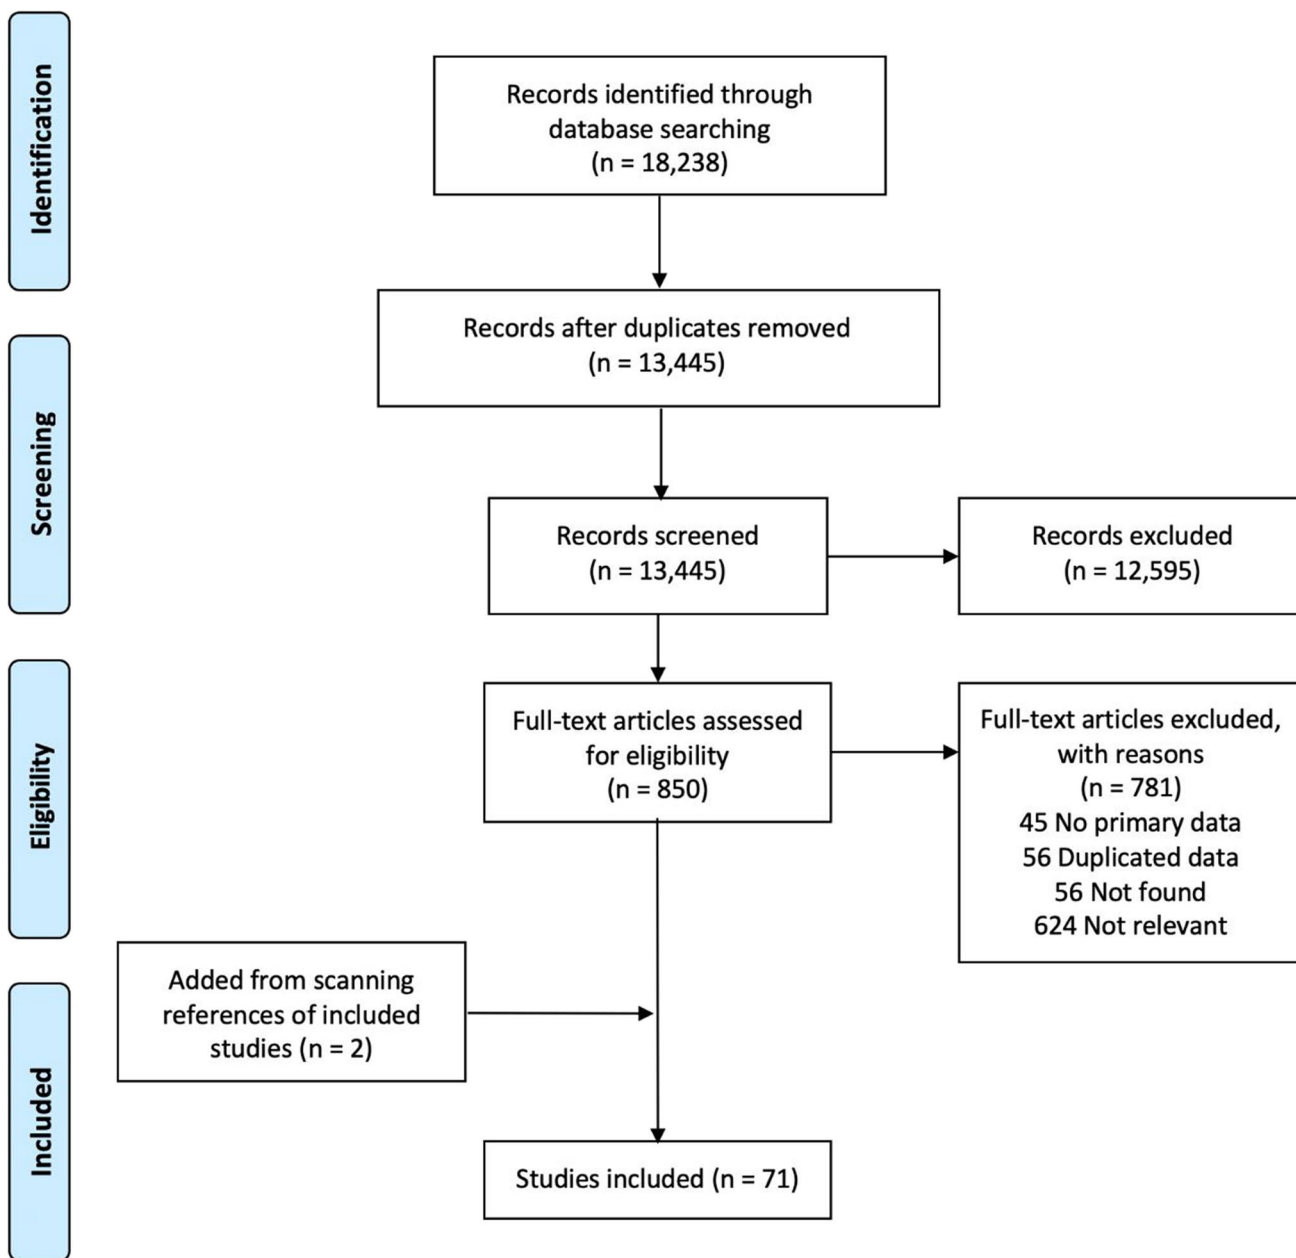 Identification
Records identified through
database searching
(n = 18,238)
Records after duplicates removed
(n = 13,445)
Screening
Records screened
(n = 13,445)
Records excluded
(n = 12,595)
Eligibility
Full-text articles assessed
for eligibility
(n = 850)
Full-text articles excluded,
with reasons
(n = 781)
45 No primary data
56 Duplicated data
56 Not found
624 Not relevant
Included
Added from scanning
references of included
studies (n = 2)
Studies included (n = 71)